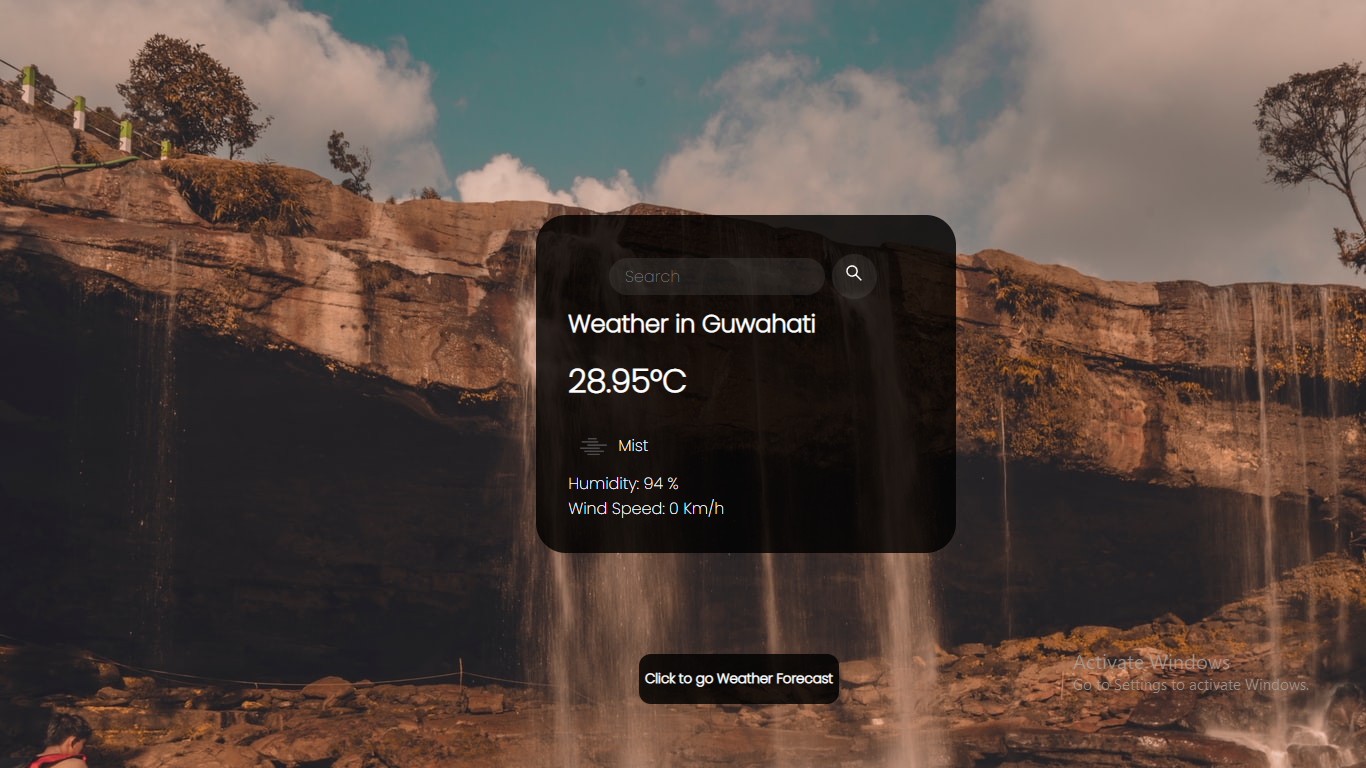 Search
Weather in Guwahati
28.95°C
Mist
Humidity: 94 %
Wind Speed: 0 Km/h
Click to go Weather Forecast
Activate Windows
Go to Settings to activate Windows.